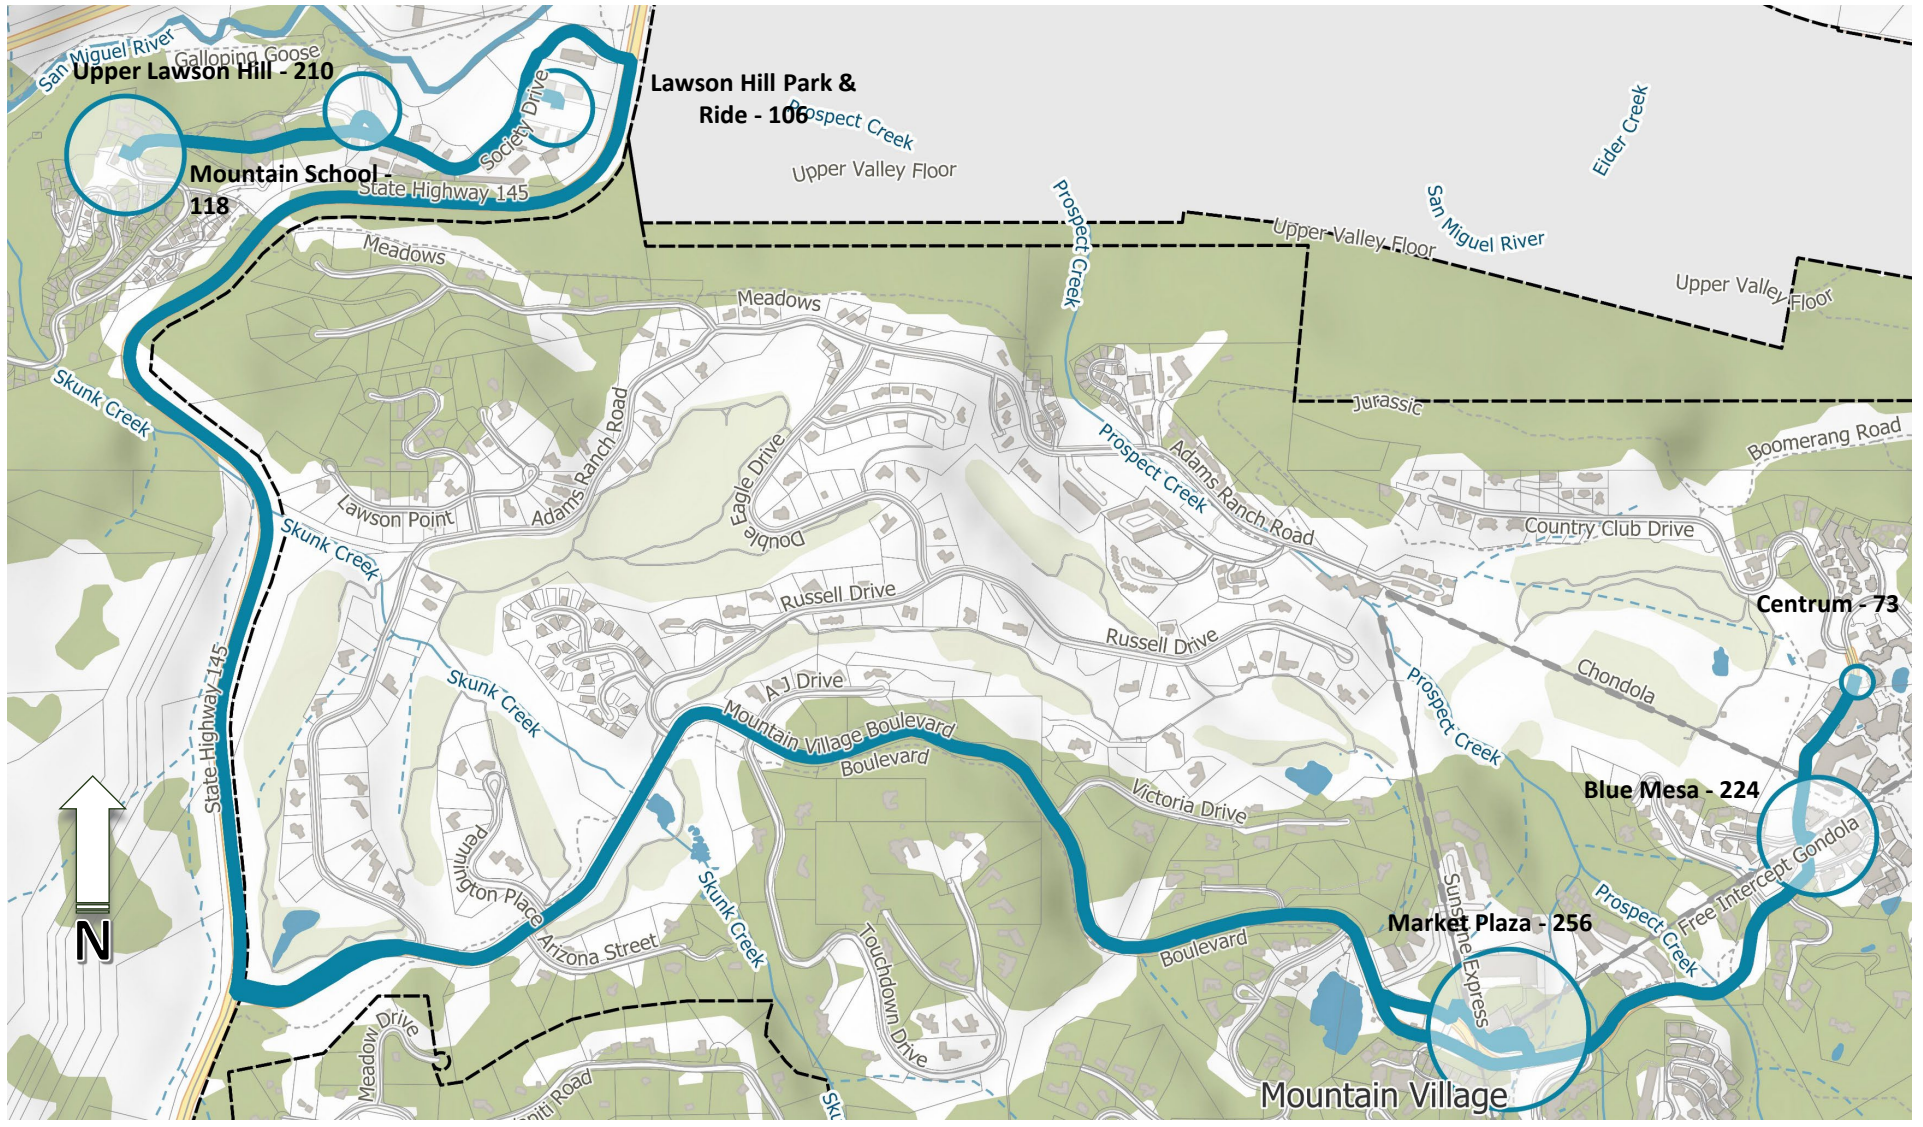 San Miguel River
Galloping Goose
Upper Lawson Hill - 210
Society Drive
Lawson Hill Park &
Ride - 106
Prospect Creek
Upper Valley Floor
Eider Creek
Mountain School -
118
State Highway 145
Prospect Creek
San Miguel River
Upper Valley Floor
Upper Valley Floor
Meadows
Meadows
Skunk Creek
Jurassic
Boomerang Road
Adams Ranch Road
Double Eagle Drive
Prospect Creek
Adams Ranch Road
Lawson Point
Country Club Drive
Skunk Creek
Russell Drive
Russell Drive
Centrum - 73
State Highway 145
Skunk Creek
A J Drive
Chondola
Prospect Creek
Mountain Village Boulevard
Boulevard
Victoria Drive
Blue Mesa - 224
Free Intercept Gondola
Pennington Place
Skunk Creek
Sunshine Express
Prospect Creek
Market Plaza - 256
N
Arizona Street
Touchdown Drive
Boulevard
Meadow Drive
Mountain Village